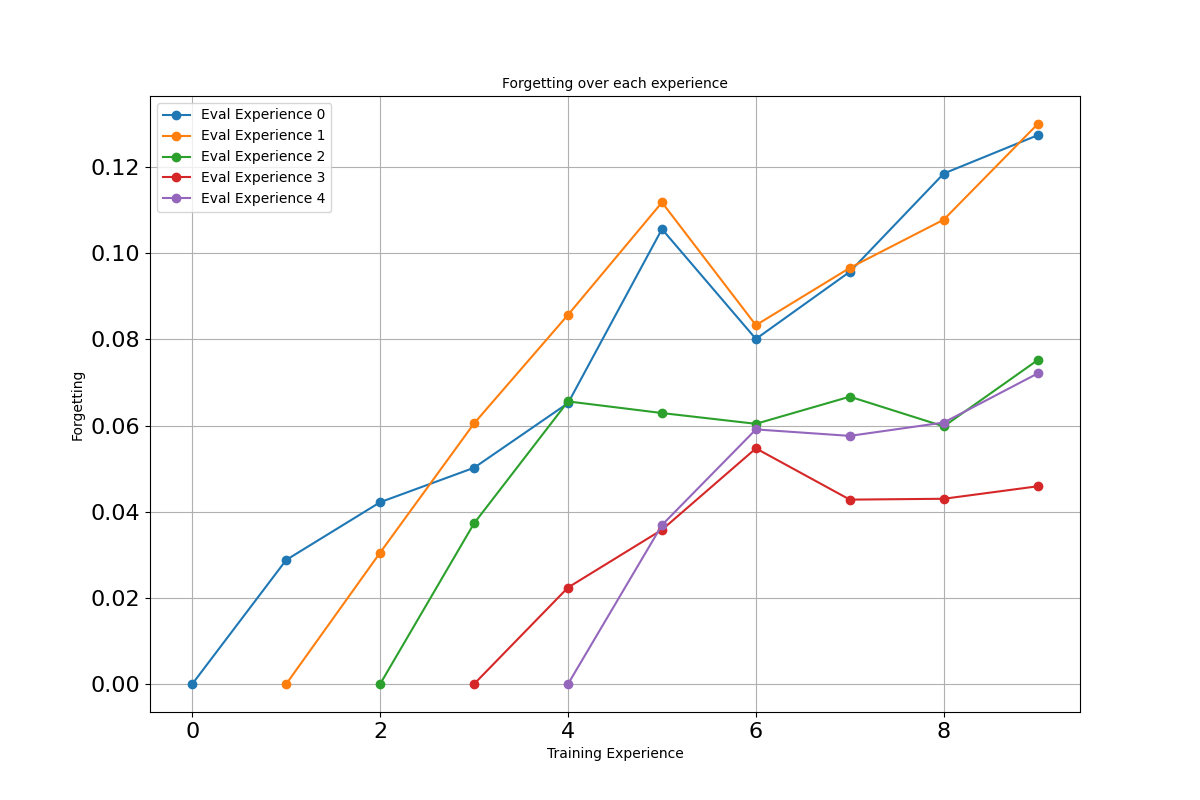 Forgetting over each experience
Eval Experience 0
Eval Experience 1
Eval Experience 2
Eval Experience 3
Eval Experience 4
0.12
0.10
0.08
0.06
0.04
0.02
0.00
Forgetting
0 2 4 6 8
Training Experience